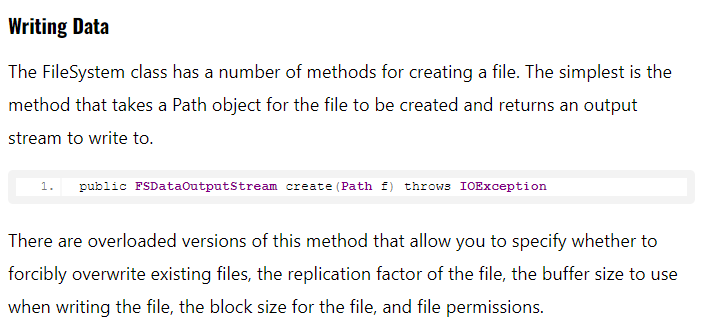 Writing Data
The FileSystem class has a number of methods for creating a file. The simplest is the
method that takes a Path object for the file to be created and returns an output
stream to write to.
1. public FSDataOutputStream create(Path f) throws IOException
There are overloaded versions of this method that allow you to specify whether to
forcibly overwrite existing files, the replication factor of the file, the buffer size to use
when writing the file, the block size for the file, and file permissions.